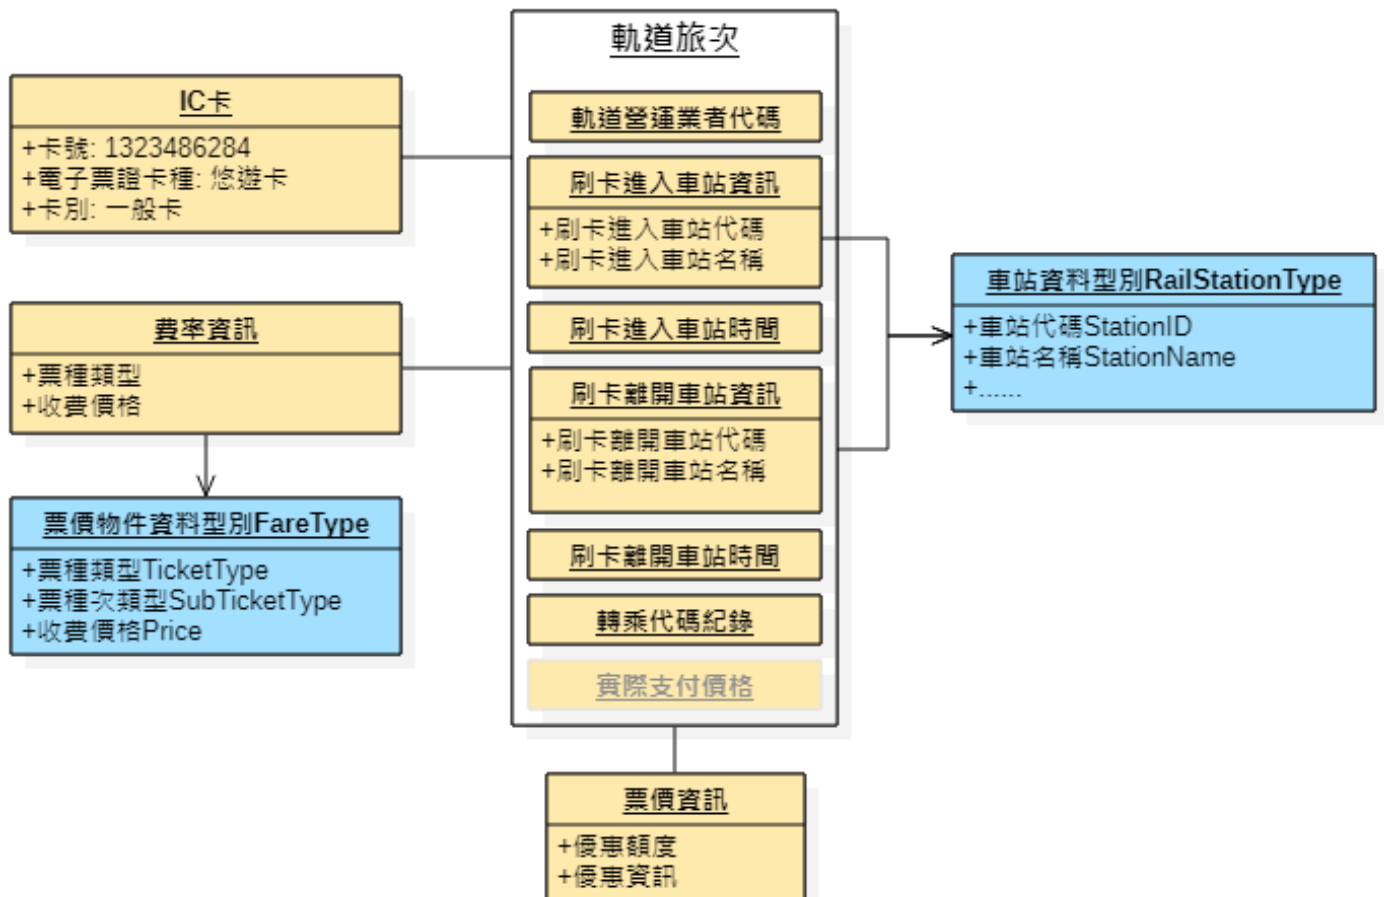 軌道旅次
IC卡
+卡號: 1323486284
+電子票證卡種: 悠遊卡
+卡別: 一般卡
軌道營運業者代碼
刷卡進入車站資訊
+刷卡進入車站代碼
+刷卡進入車站名稱
車站資料型別RailStationType
+車站代碼StationID
+車站名稱StationName
+......
費率資訊
+票種類型
+收費價格
刷卡進入車站時間
刷卡離開車站資訊
+刷卡離開車站代碼
+刷卡離開車站名稱
票價物件資料型別FareType
+票種類型TicketType
+票種次類型SubTicketType
+收費價格Price
刷卡離開車站時間
轉乘代碼紀錄
實際支付價格
票價資訊
+優惠額度
+優惠資訊